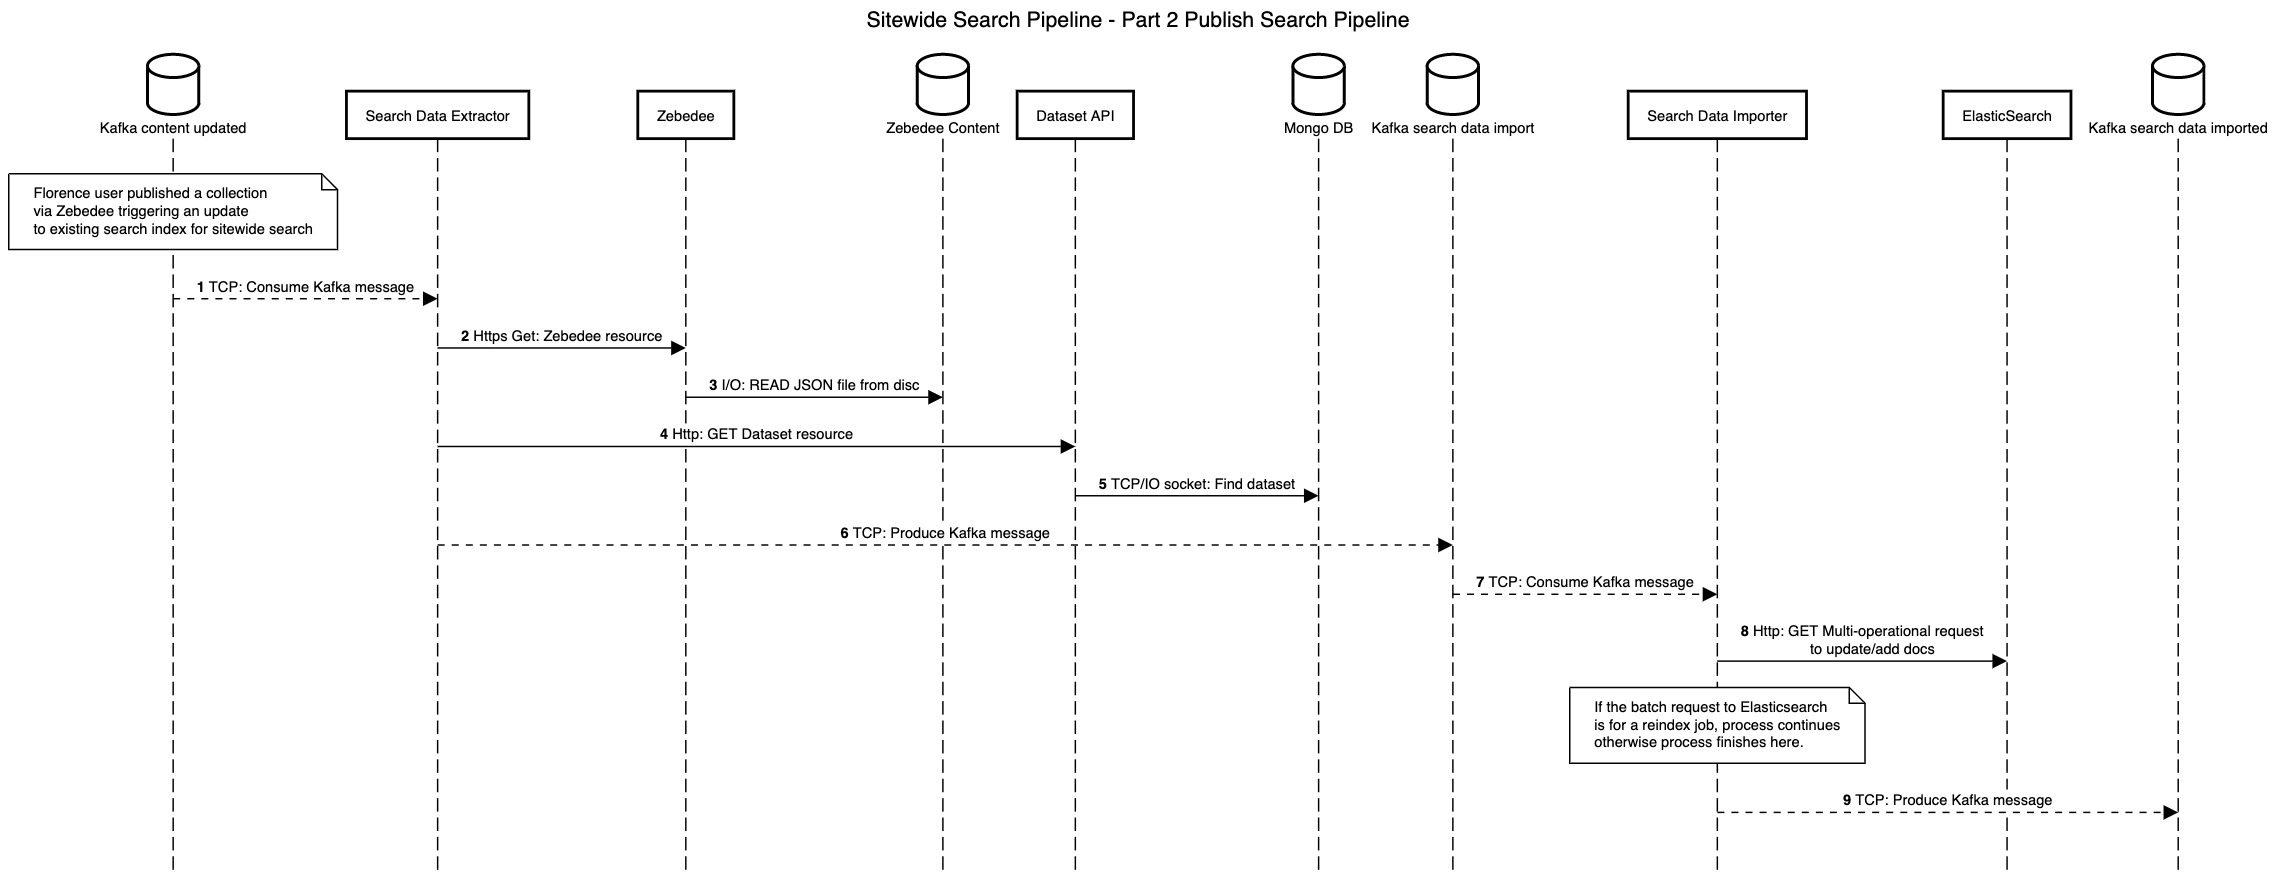 Sitewide Search Pipeline - Part 2 Publish Search Pipeline
Kafka content updated
Search Data Extractor
Zebedee
Zebedee Content
Dataset API
Mongo DB
Kafka search data import
Search Data Importer
ElasticSearch
Kafka search data imported
Florence user published a collection
via Zebedee triggering an update
to existing search index for sitewide search
1 TCP: Consume Kafka message
2 Https Get: Zebedee resource
3 I/O: READ JSON file from disc
4 Http: GET Dataset resource
5 TCP/IO socket: Find dataset
6 TCP: Produce Kafka message
7 TCP: Consume Kafka message
8 Http: GET Multi-operational request
to update/add docs
If the batch request to Elasticsearch
is for a reindex job, process continues
otherwise process finishes here.
9 TCP: Produce Kafka message